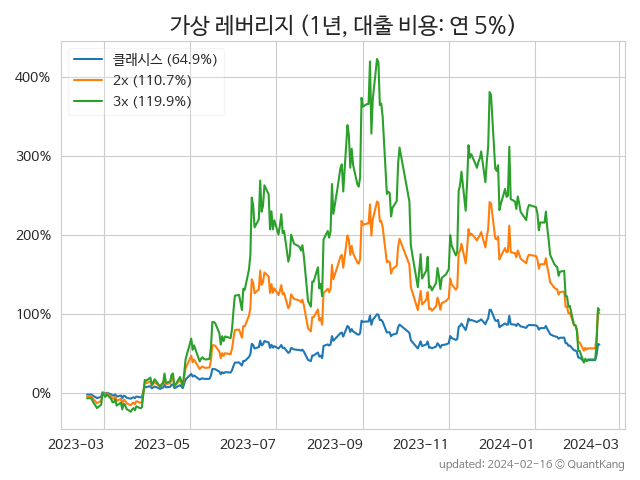 가상 레버리지 (1년, 대출 비용: 연 5%)
클래시스 (64.9%)
2x (110.7%)
3x (119.9%)
400%
300%
200%
100%
0%
2023-03 2023-05 2023-07 2023-09 2023-11 2024-01 2024-03
updated: 2024-02-16 © QuantKang